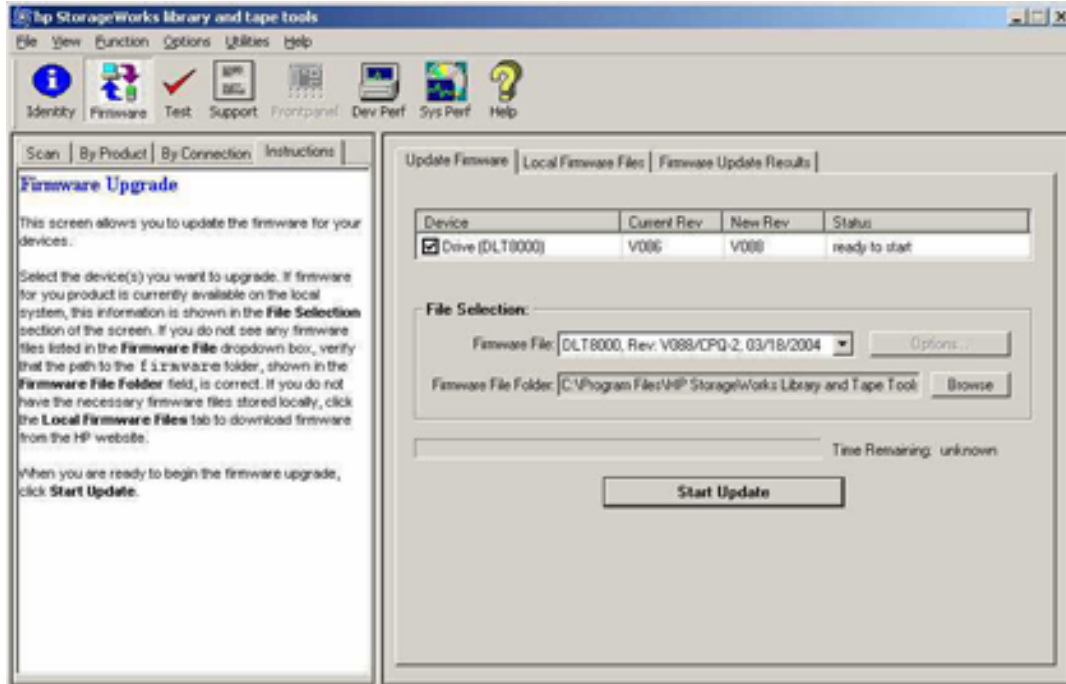 hp StorageWorks library and tape tools
File View Function Options Utilities Help
Identity Firmware Test Support Frontpanel Dev Perf Sys Perf Help
Scan By Product By Connection Instructions
Firmware Upgrade
This screen allows you to update the firmware for your
devices.
Select the device(s) you want to upgrade. If firmware
for you product is currently available on the local
system, this information is shown in the File Selection
section of the screen. If you do not see any firmware
files listed in the Firmware File dropdown box, verify
that the path to the firmware folder, shown in the
Firmware File Folder field, is correct. If you do not
have the necessary firmware files stored locally, click
the Local Firmware Files tab to download firmware
from the HP website.
When you are ready to begin the firmware upgrade,
click Start Update.
Update Firmware Local Firmware Files Firmware Update Results
Device Current Rev New Rev Status
Drive (DLT8000) V086 V088 ready to start
File Selection:
Firmware File: DLT8000, Rev: V088/CPQ-2, 03/18/2004 Options...
Firmware File Folder: C:\Program Files\HP StorageWorks Library and Tape Tools Browse
Time Remaining: unknown
Start Update